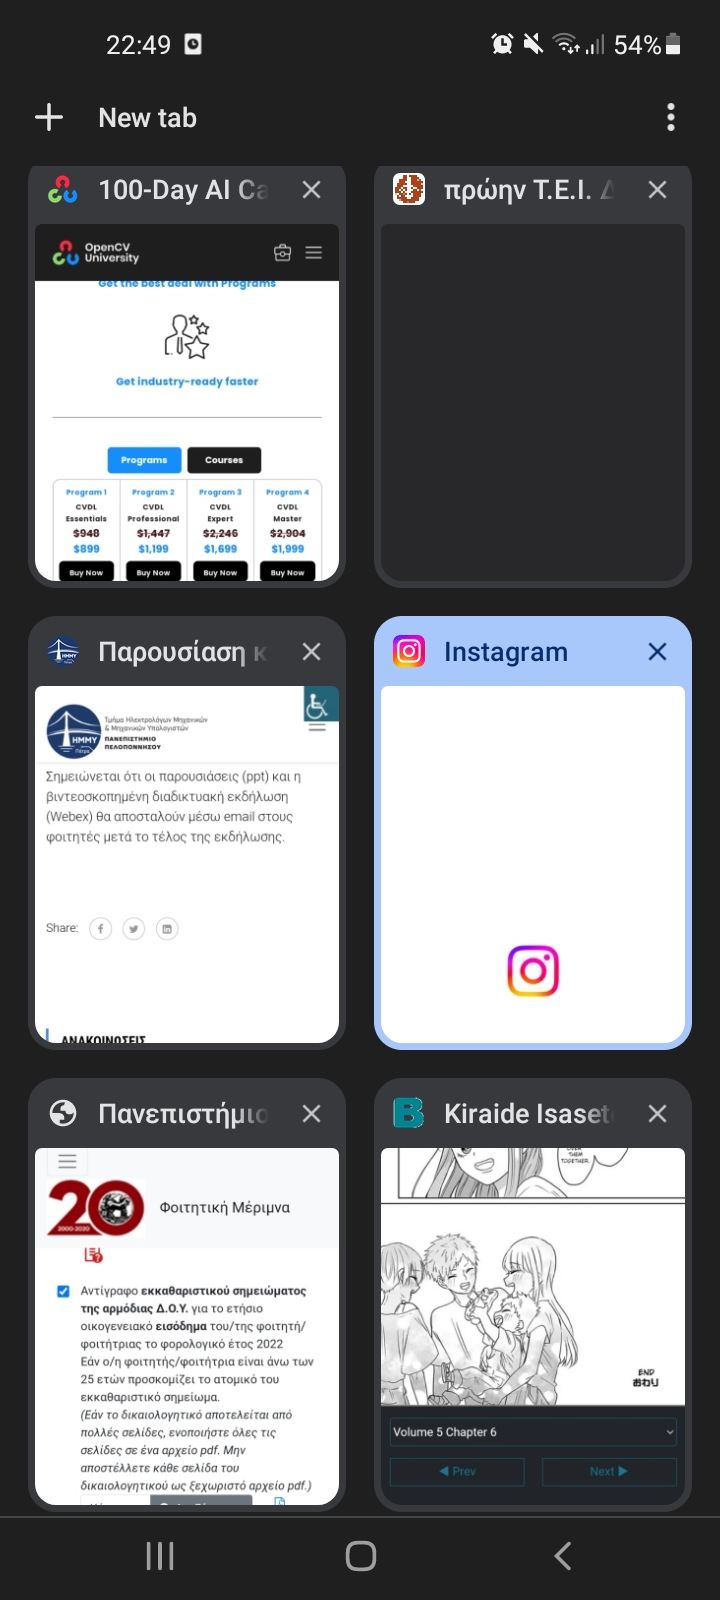 22:49
54%
New tab
100-Day AI Ca
πρώην Τ.Ε.Ι.
OpenCV
University
Get the best deal with Programs
Get industry-ready faster
Programs
Courses
Program 1
Program 2
Program 3
Program 4
CVDL
Essentials
CVDL
Professional
CVDL
Expert
CVDL
Master
$948
$1,447
$2,246
$2,904
$899
$1,199
$1,699
$1,999
Buy Now
Buy Now
Buy Now
Buy Now
Παρουσίαση κ
Instagram
ΗΜΜΥ
Τμήμα Ηλεκτρολόγων Μηχανικών
& Μηχανικών Υπολογιστών
ΠΑΝΕΠΙΣΤΗΜΙΟ
ΠΕΛΟΠΟΝΝΗΣΟΥ
Σημειώνεται ότι οι παρουσιάσεις (ppt) και η
βιντεοσκοπημένη διαδικτυακή εκδήλωση
(Webex) θα αποσταλούν μέσω email στους
φοιτητές μετά το τέλος της εκδήλωσης.
Share:
ΑΝΑΚΟΙΝΩΣΕΙΣ
Πανεπιστήμιο
Kiraide Isaset
20
2000-2020
Φοιτητική Μέριμνα
Αντίγραφο εκκαθαριστικού σημειώματος
της αρμόδιας Δ.Ο.Υ. για το ετήσιο
οικογενειακό εισόδημα του/της φοιτητή/
φοιτήτριας το φορολογικό έτος 2022
Εάν ο/η φοιτητής/φοιτήτρια είναι άνω των
25 ετών προσκομίζει το ατομικό του
εκκαθαριστικό σημείωμα.
(Εάν το δικαιολογητικό αποτελείται από
πολλές σελίδες, ενοποιήστε όλες τις
σελίδες σε ένα αρχείο pdf. Μην
αποστέλλετε κάθε σελίδα του
δικαιολογητικού ως ξεχωριστό αρχείο pdf.)
THEM
TOGETHER.
END
おわり
Volume 5 Chapter 6
Prev
Next